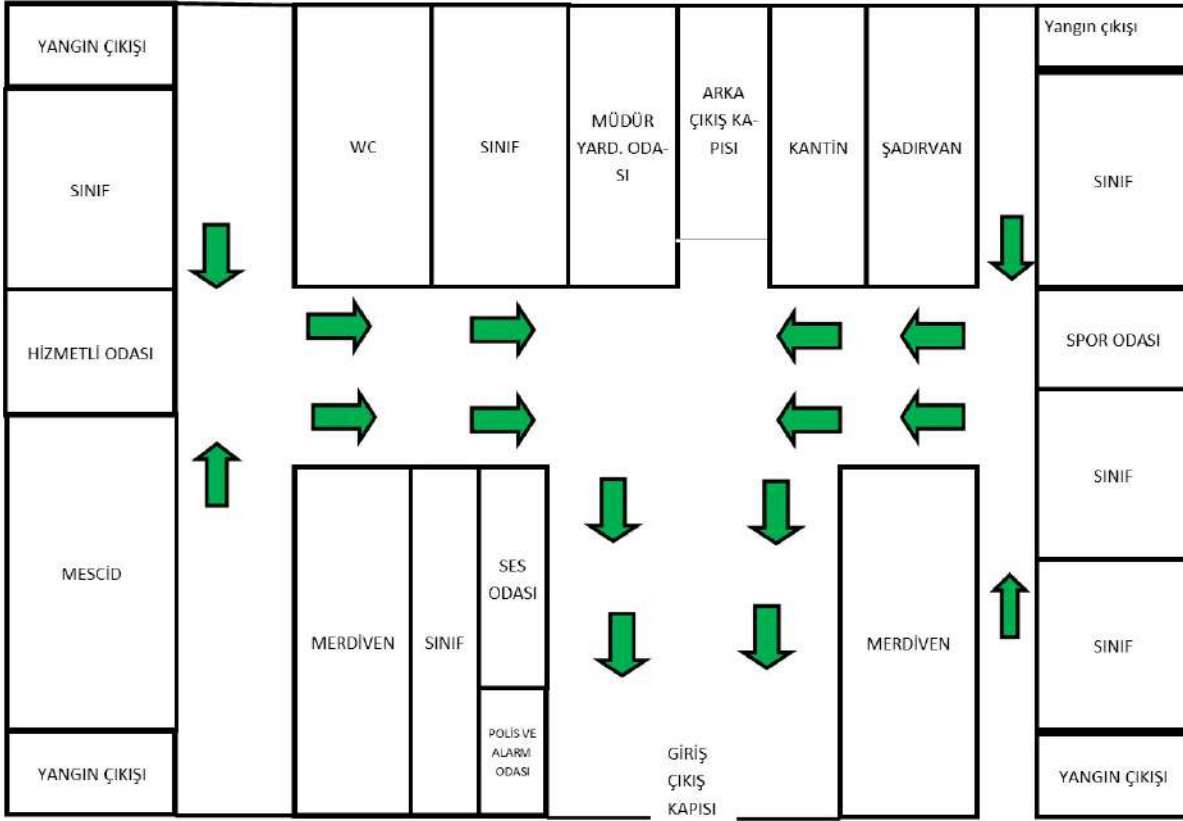 YANGIN ÇIKIŞI
SINIF
HİZMETLİ ODASI
MESCİD
YANGIN ÇIKIŞI
WC
SINIF
MÜDÜR
YARD. ODA-
SI
ARKA
ÇIKIŞ KA-
PISI
KANTİN
ŞADIRVAN
MERDİVEN
SINIF
SES
ODASI
POLİS VE
ALARM
ODASI
GİRİŞ
ÇIKIŞ
KAPISI
MERDİVEN
Yangın çıkışı
SINIF
SPOR ODASI
SINIF
SINIF
YANGIN ÇIKIŞI